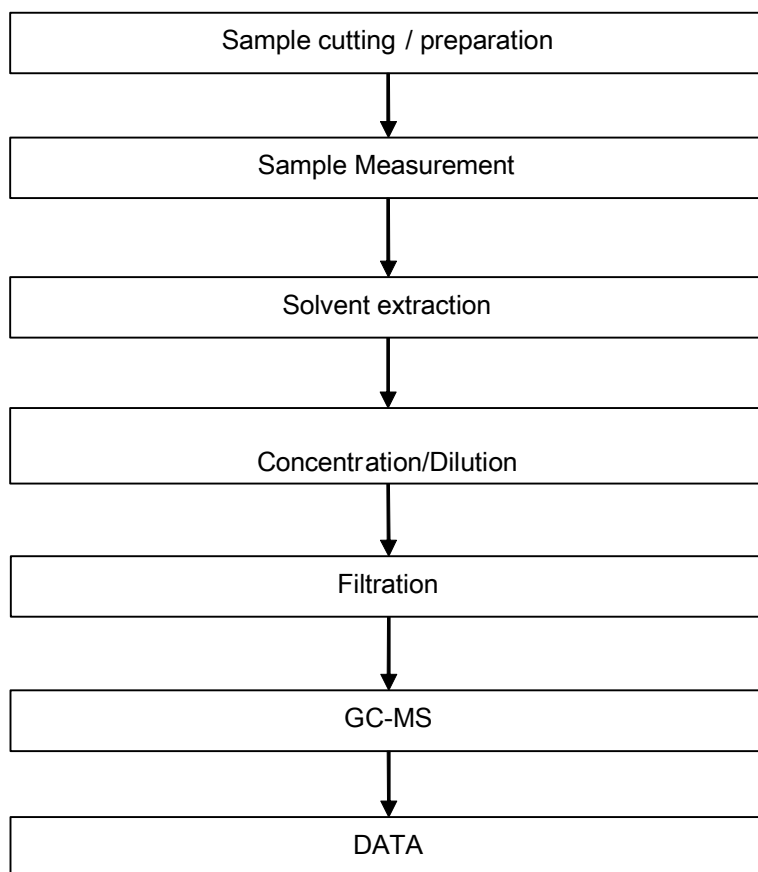 Sample cutting / preparation
Sample Measurement
Solvent extraction
Concentration/Dilution
Filtration
GC-MS
DATA